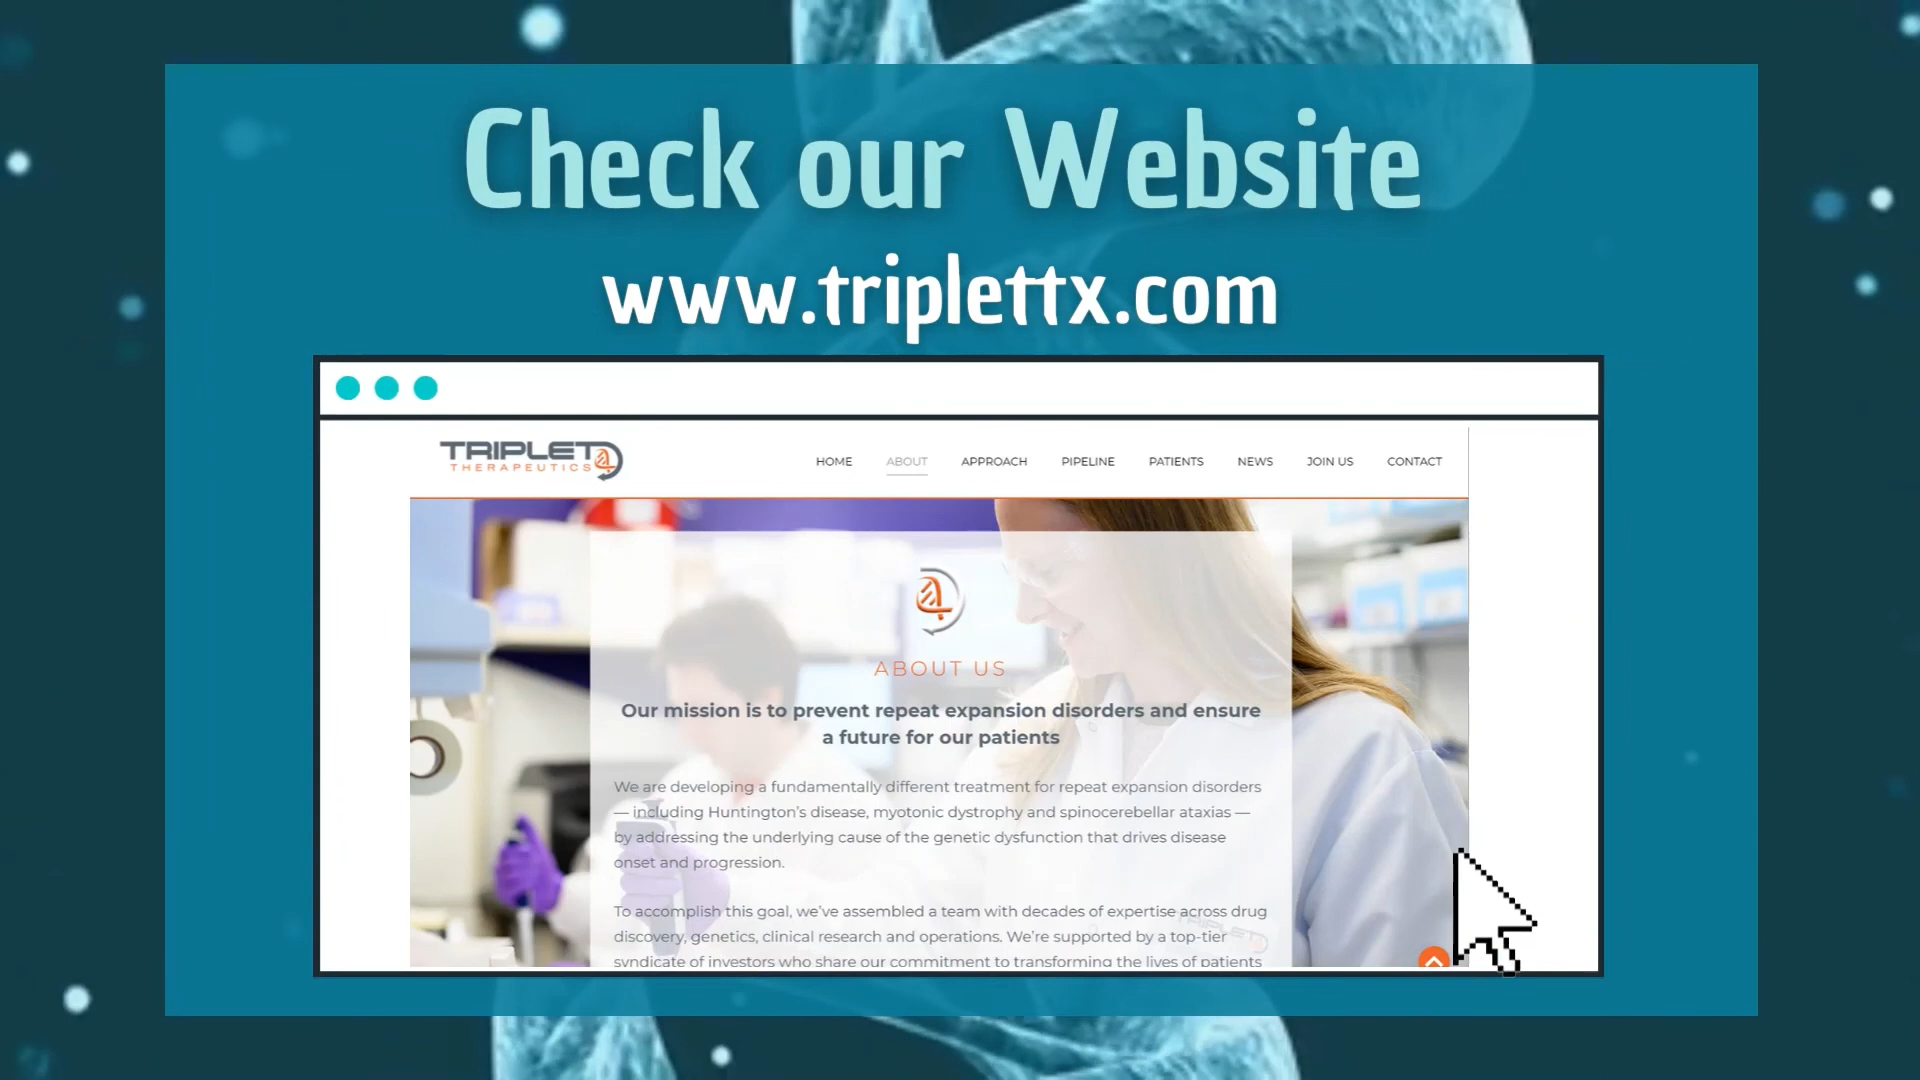 Check our Website
www.triplettx.com
TRIPLET
THERAPEUTICS
HOME ABOUT APPROACH PIPELINE PATIENTS NEWS JOIN US CONTACT
ABOUT US
Our mission is to prevent repeat expansion disorders and ensure
a future for our patients
We are developing a fundamentally different treatment for repeat expansion disorders
— including Huntington's disease, myotonic dystrophy and spinocerebellar ataxias —
by addressing the underlying cause of the genetic dysfunction that drives disease
onset and progression.
To accomplish this goal, we've assembled a team with decades of expertise across drug
discovery, genetics, clinical research and operations. We're supported by a top-tier
syndicate of investors who share our commitment to transforming the lives of patients
TRIPLET